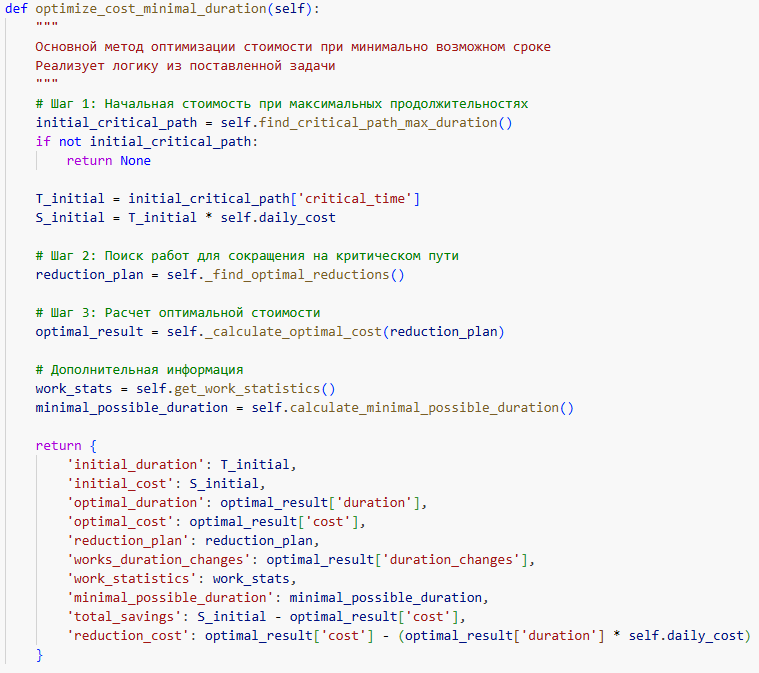 def optimize_cost_minimal_duration(self):
    """
    Основной метод оптимизации стоимости при минимально возможном сроке
    Реализует логику из поставленной задачи
    """
    # Шаг 1: Начальная стоимость при максимальных продолжительностях
    initial_critical_path = self.find_critical_path_max_duration()
    if not initial_critical_path:
        return None

    T_initial = initial_critical_path['critical_time']
    S_initial = T_initial * self.daily_cost

    # Шаг 2: Поиск работ для сокращения на критическом пути
    reduction_plan = self._find_optimal_reductions()

    # Шаг 3: Расчет оптимальной стоимости
    optimal_result = self._calculate_optimal_cost(reduction_plan)

    # Дополнительная информация
    work_stats = self.get_work_statistics()
    minimal_possible_duration = self.calculate_minimal_possible_duration()

    return {
        'initial_duration': T_initial,
        'initial_cost': S_initial,
        'optimal_duration': optimal_result['duration'],
        'optimal_cost': optimal_result['cost'],
        'reduction_plan': reduction_plan,
        'works_duration_changes': optimal_result['duration_changes'],
        'work_statistics': work_stats,
        'minimal_possible_duration': minimal_possible_duration,
        'total_savings': S_initial - optimal_result['cost'],
        'reduction_cost': optimal_result['cost'] - (optimal_result['duration'] * self.daily_cost)
    }